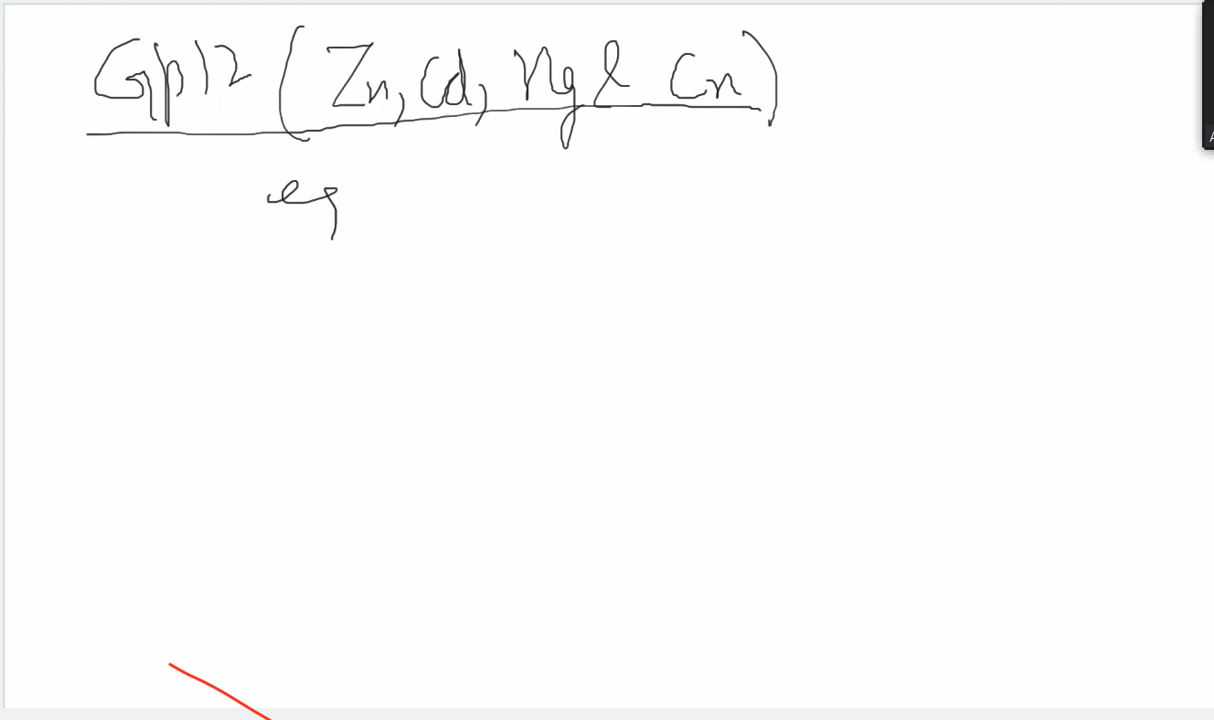 Gp12 (Zn, Cd, Hg & Cn)
eg